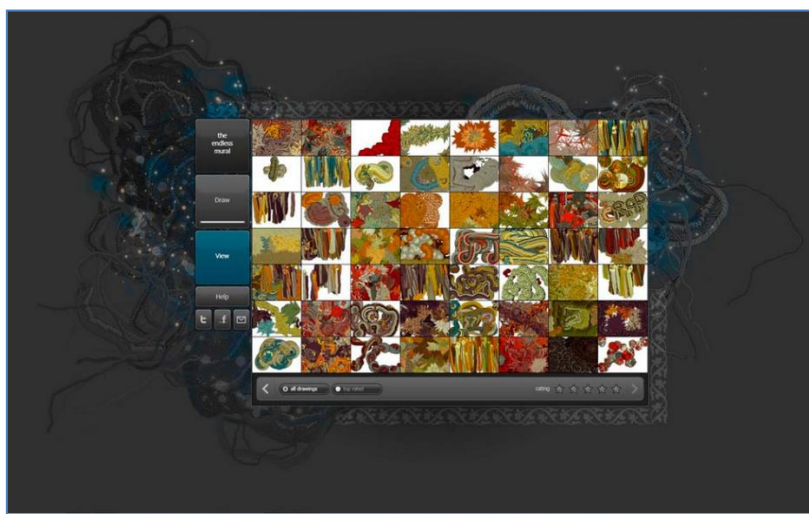 the
endless
mural
Draw
View
Help
all drawings
top rated
rating